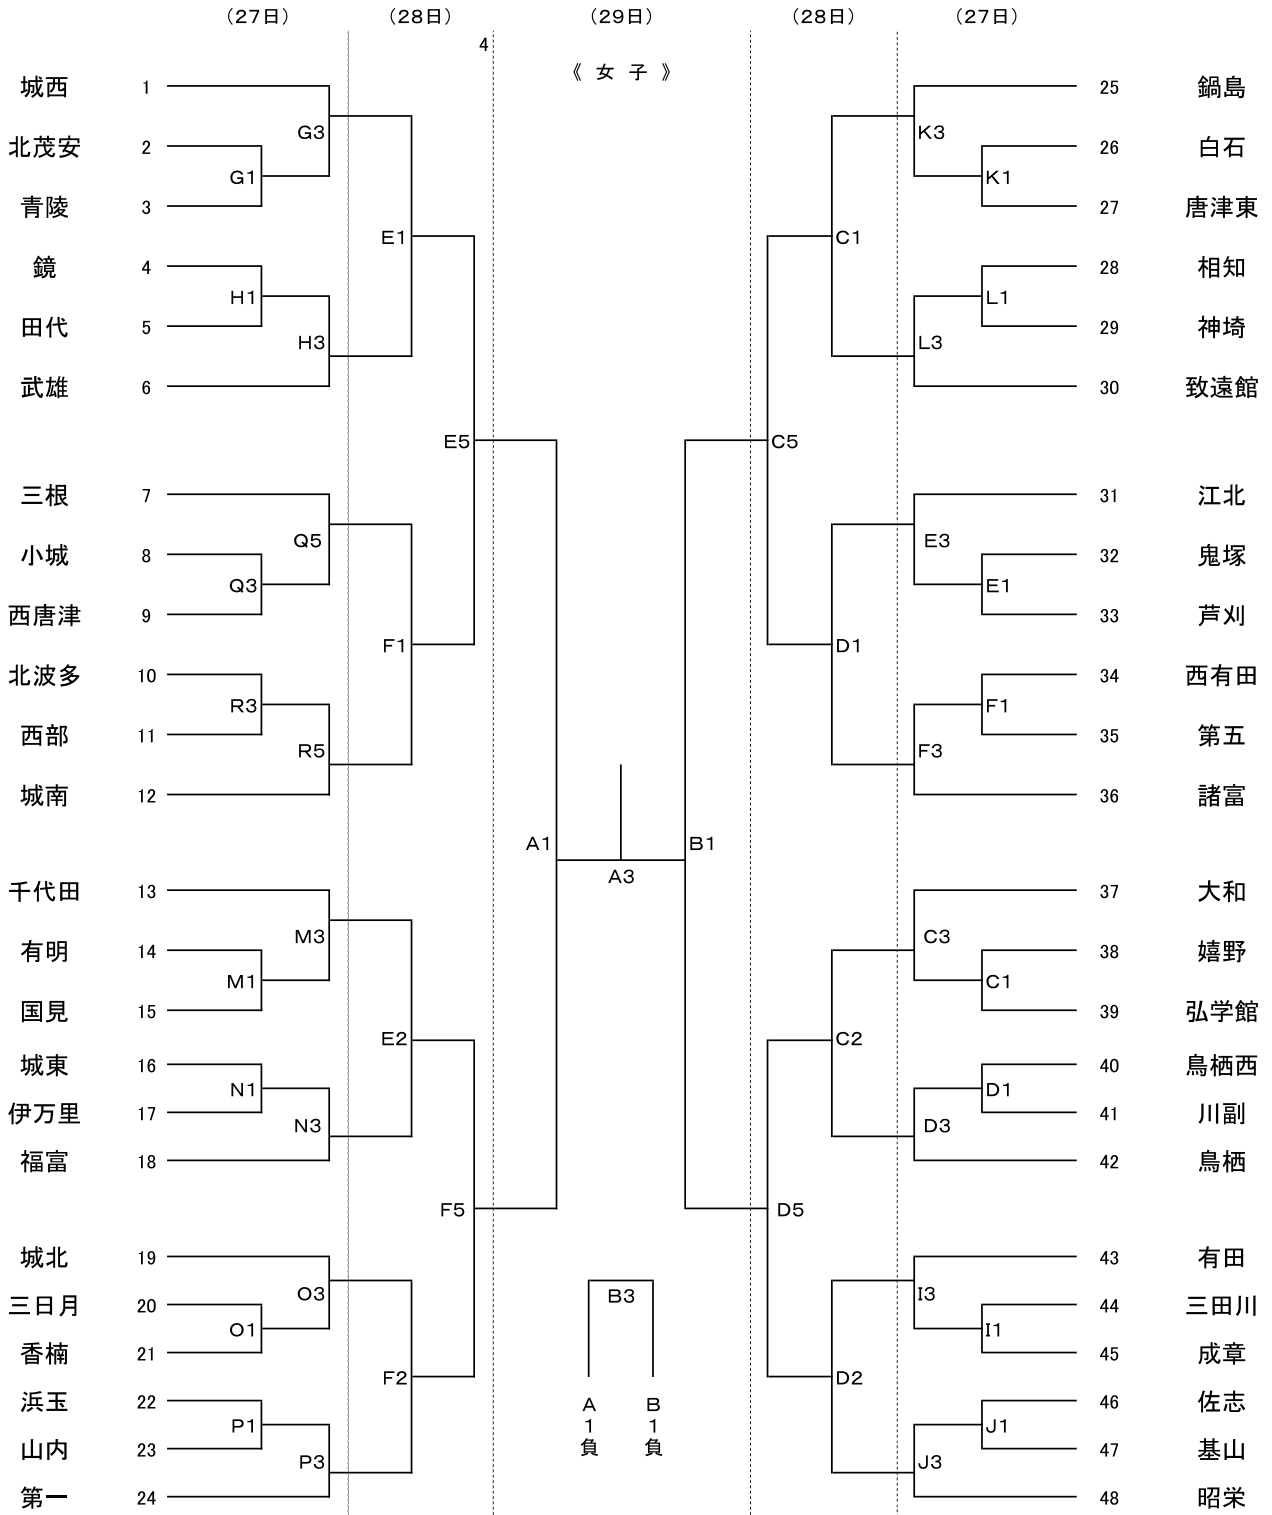 （27日） （28日） （29日） （28日） （27日）
4
《 女 子 》
城西 1 25 鍋島
G3 K3
北茂安 2 26 白石
G1 K1
青陵 3 27 唐津東
E1 C1
鏡 4 28 相知
H1 L1
田代 5 29 神埼
H3 L3
武雄 6 30 致遠館
E5 C5
三根 7 31 江北
Q5 E3
小城 8 32 鬼塚
Q3 E1
西唐津 9 33 芦刈
F1 D1
北波多 10 34 西有田
R3 F1
西部 11 35 第五
R5 F3
城南 12 36 諸富
A1 B1
A3
千代田 13 37 大和
M3 C3
有明 14 38 嬉野
M1 C1
国見 15 39 弘学館
E2 C2
城東 16 40 鳥栖西
N1 D1
伊万里 17 41 川副
N3 D3
福富 18 42 鳥栖
F5 D5
城北 19 43 有田
O3 B3 I3
三日月 20 44 三田川
O1 I1
香楠 21 45 成章
F2 D2
浜玉 22 46 佐志
A1負 B1負
P1 J1
山内 23 47 基山
P3 J3
第一 24 48 昭栄